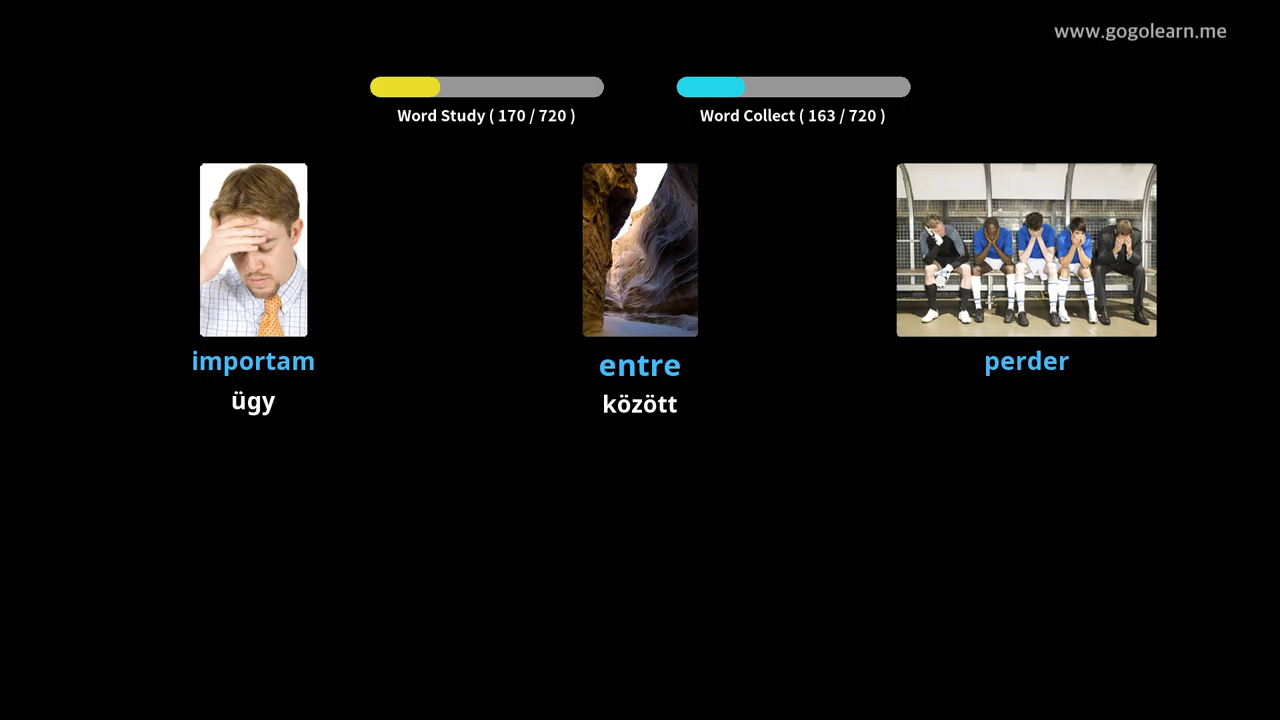 www.gogolearn.me
Word Study ( 170 / 720 )
Word Collect ( 163 / 720 )
importam
ügy
entre
között
perder